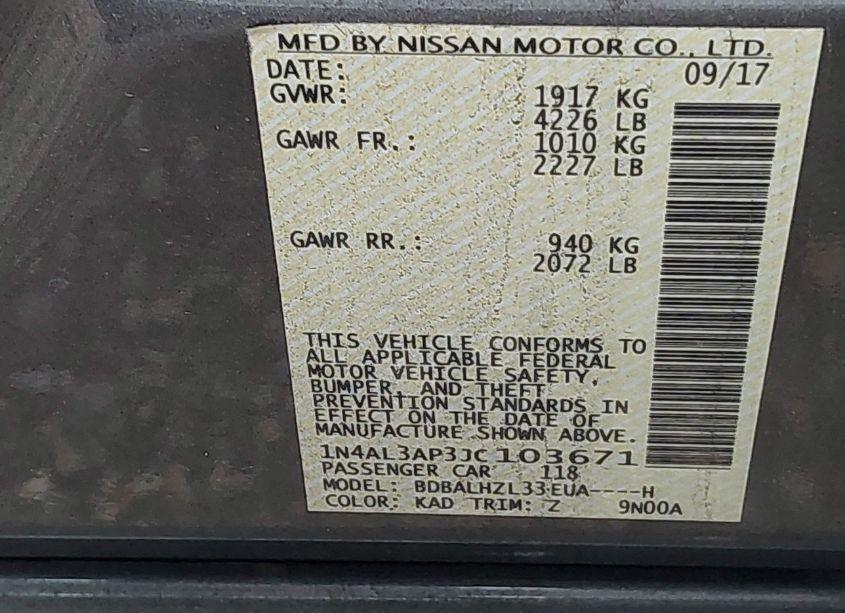 MFD BY NISSAN MOTOR CO., LTD.
DATE: 09/17
GVWR: 1917 KG
4226 LB
GAWR FR.: 1010 KG
2227 LB
GAWR RR.: 940 KG
2072 LB
THIS VEHICLE CONFORMS TO
ALL APPLICABLE FEDERAL
MOTOR VEHICLE SAFETY,
BUMPER, AND THEFT
PREVENTION STANDARDS IN
EFFECT ON THE DATE OF
MANUFACTURE SHOWN ABOVE.
1N4AL3AP3JC103671
PASSENGER CAR 118
MODEL: BDBALHZL33EUA----H
COLOR: KAD TRIM: Z 9N00A